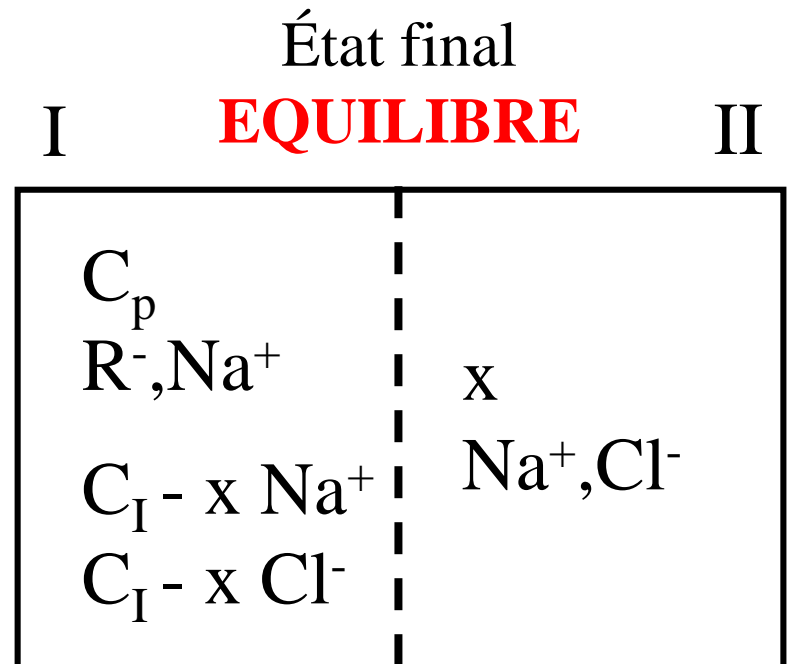 État final
EQUILIBRE
I
II
Cp
R-,Na+
CI - x Na+
CI - x Cl-
x
Na+,Cl-